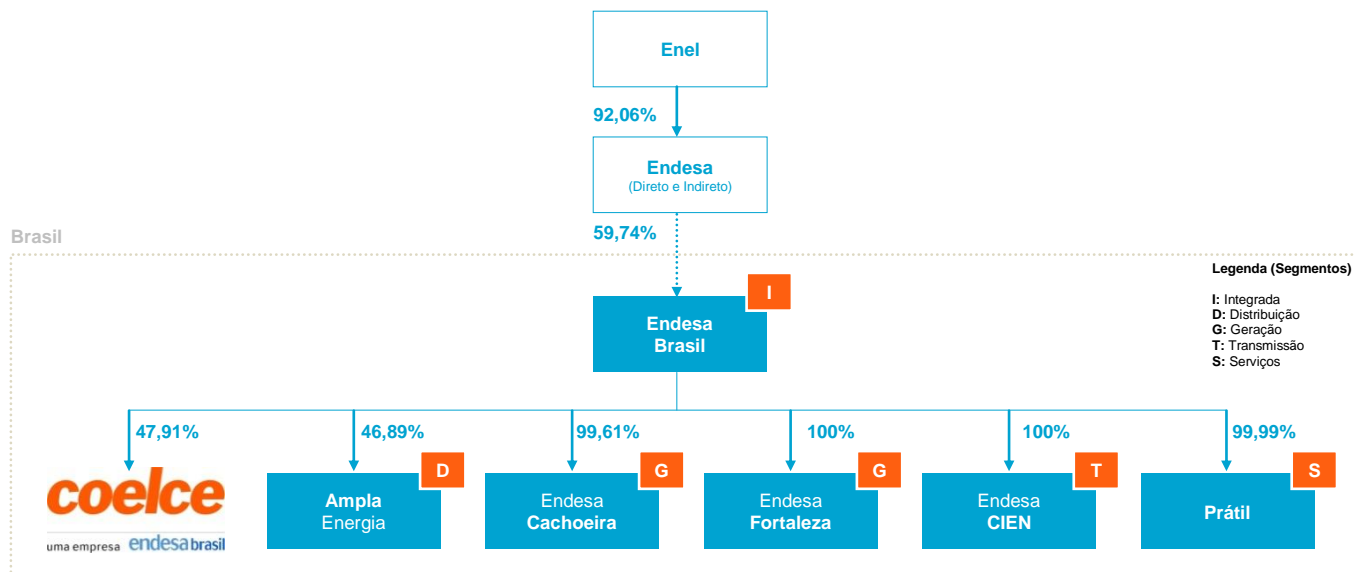 Enel
92,06%
Endesa
(Direto e Indireto)
59,74%
Brasil
Legenda (Segmentos)
I: Integrada
D: Distribuição
G: Geração
T: Transmissão
S: Serviços
I
Endesa
Brasil
47,91%
46,89%
99,61%
100%
100%
99,99%
coelce
uma empresa endesabrasil
D
Ampla
Energia
G
Endesa
Cachoeira
G
Endesa
Fortaleza
T
Endesa
CIEN
S
Prátil